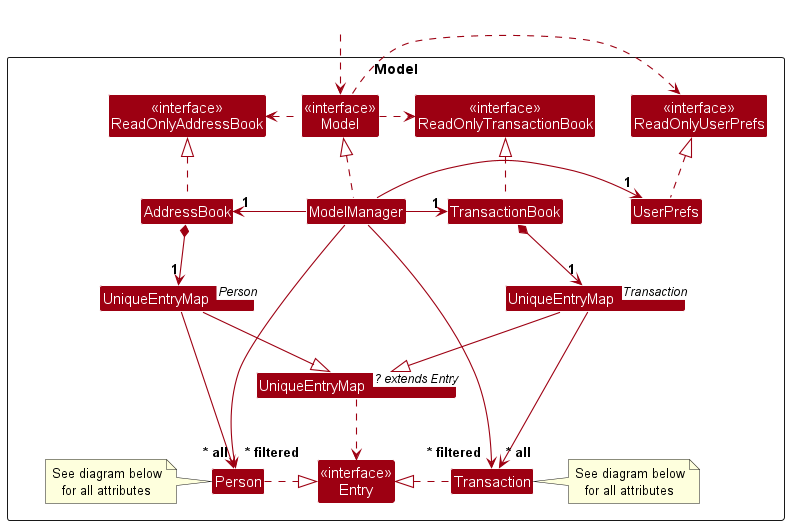 Model
«interface»
ReadOnlyAddressBook
«interface»
Model
«interface»
ReadOnlyTransactionBook
«interface»
ReadOnlyUserPrefs
AddressBook
1
ModelManager
1
TransactionBook
1
UserPrefs
1
1
UniqueEntryMap
Person
UniqueEntryMap
Transaction
UniqueEntryMap
? extends Entry
* all
* filtered
* filtered
* all
See diagram below
for all attributes
Person
«interface»
Entry
Transaction
See diagram below
for all attributes